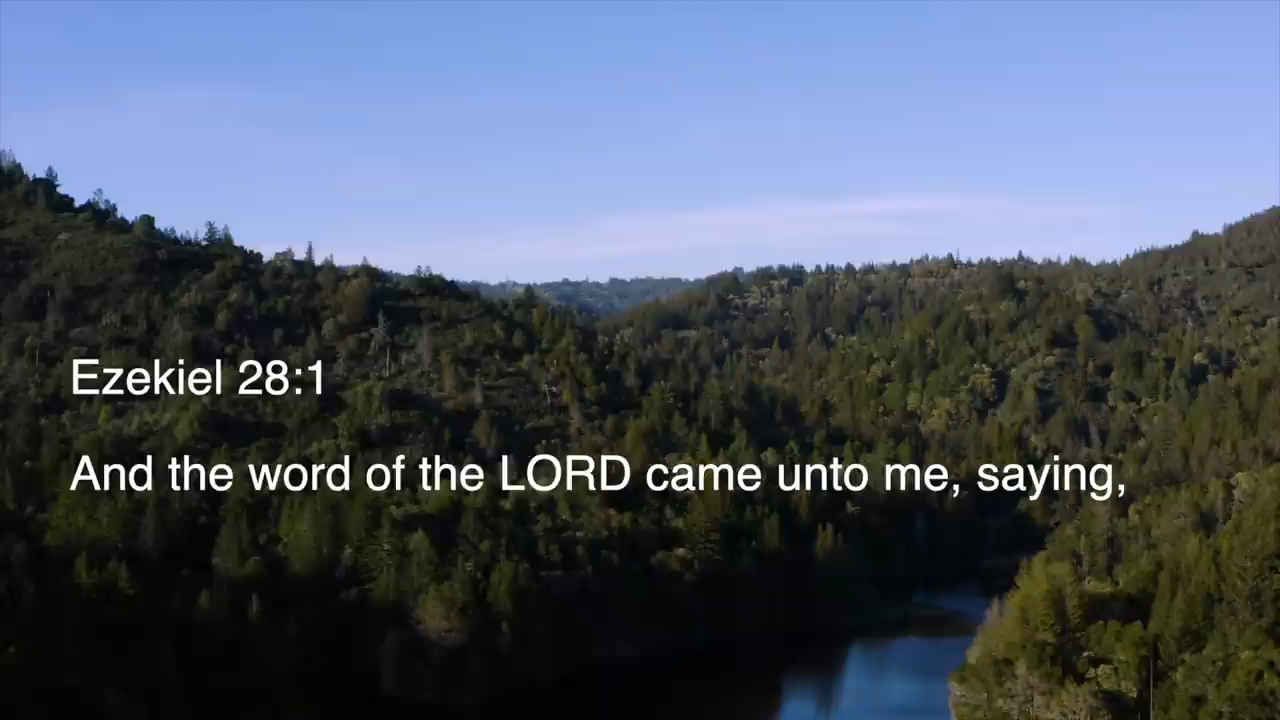 Ezekiel 28:1
And the word of the LORD came unto me, saying,